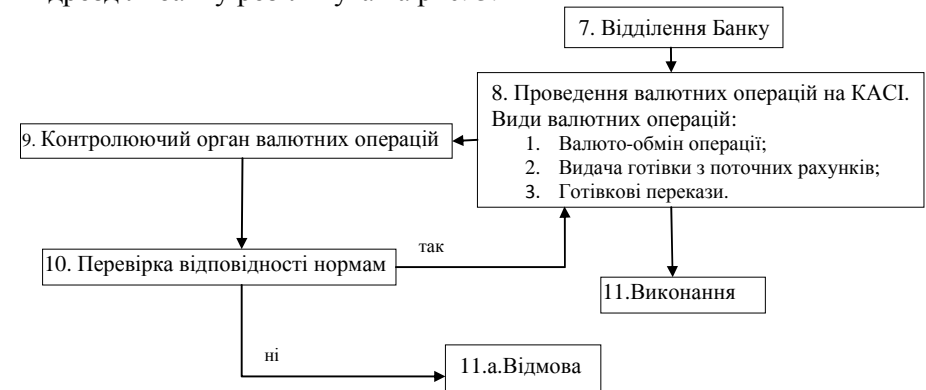 7. Відділення Банку
8. Проведення валютних операцій на КАСІ.
Види валютних операцій:
1. Валюто-обмін операції;
2. Видача готівки з поточних рахунків;
3. Готівкові перекази.
9. Контролюючий орган валютних операцій
10. Перевірка відповідності нормам
так
11.Виконання
ні
11.а.Відмова